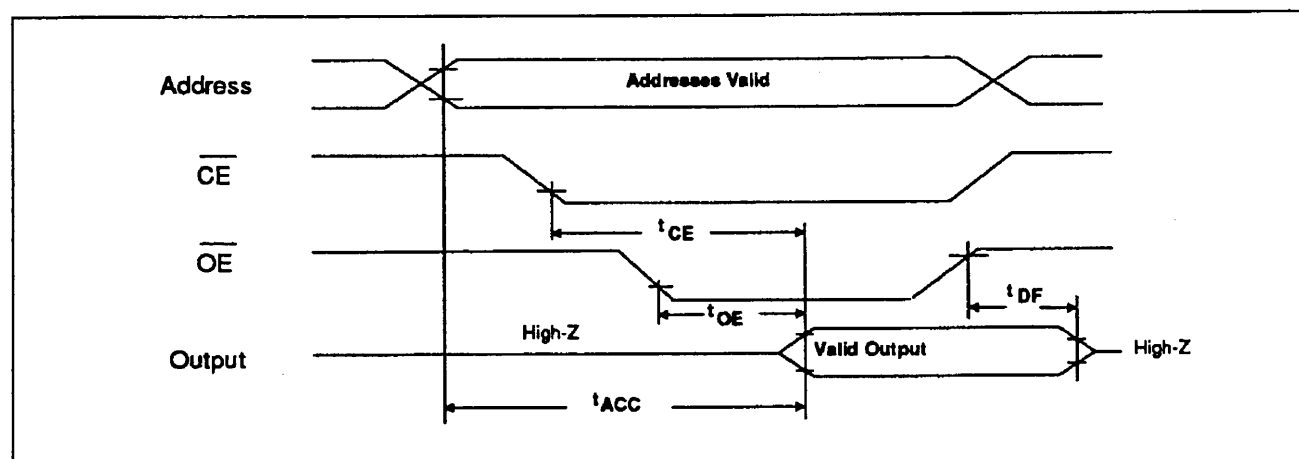 Address
Addresses Valid
CE
tCE
OE
tOE
tDF
Output
High-Z
Valid Output
High-Z
tACC